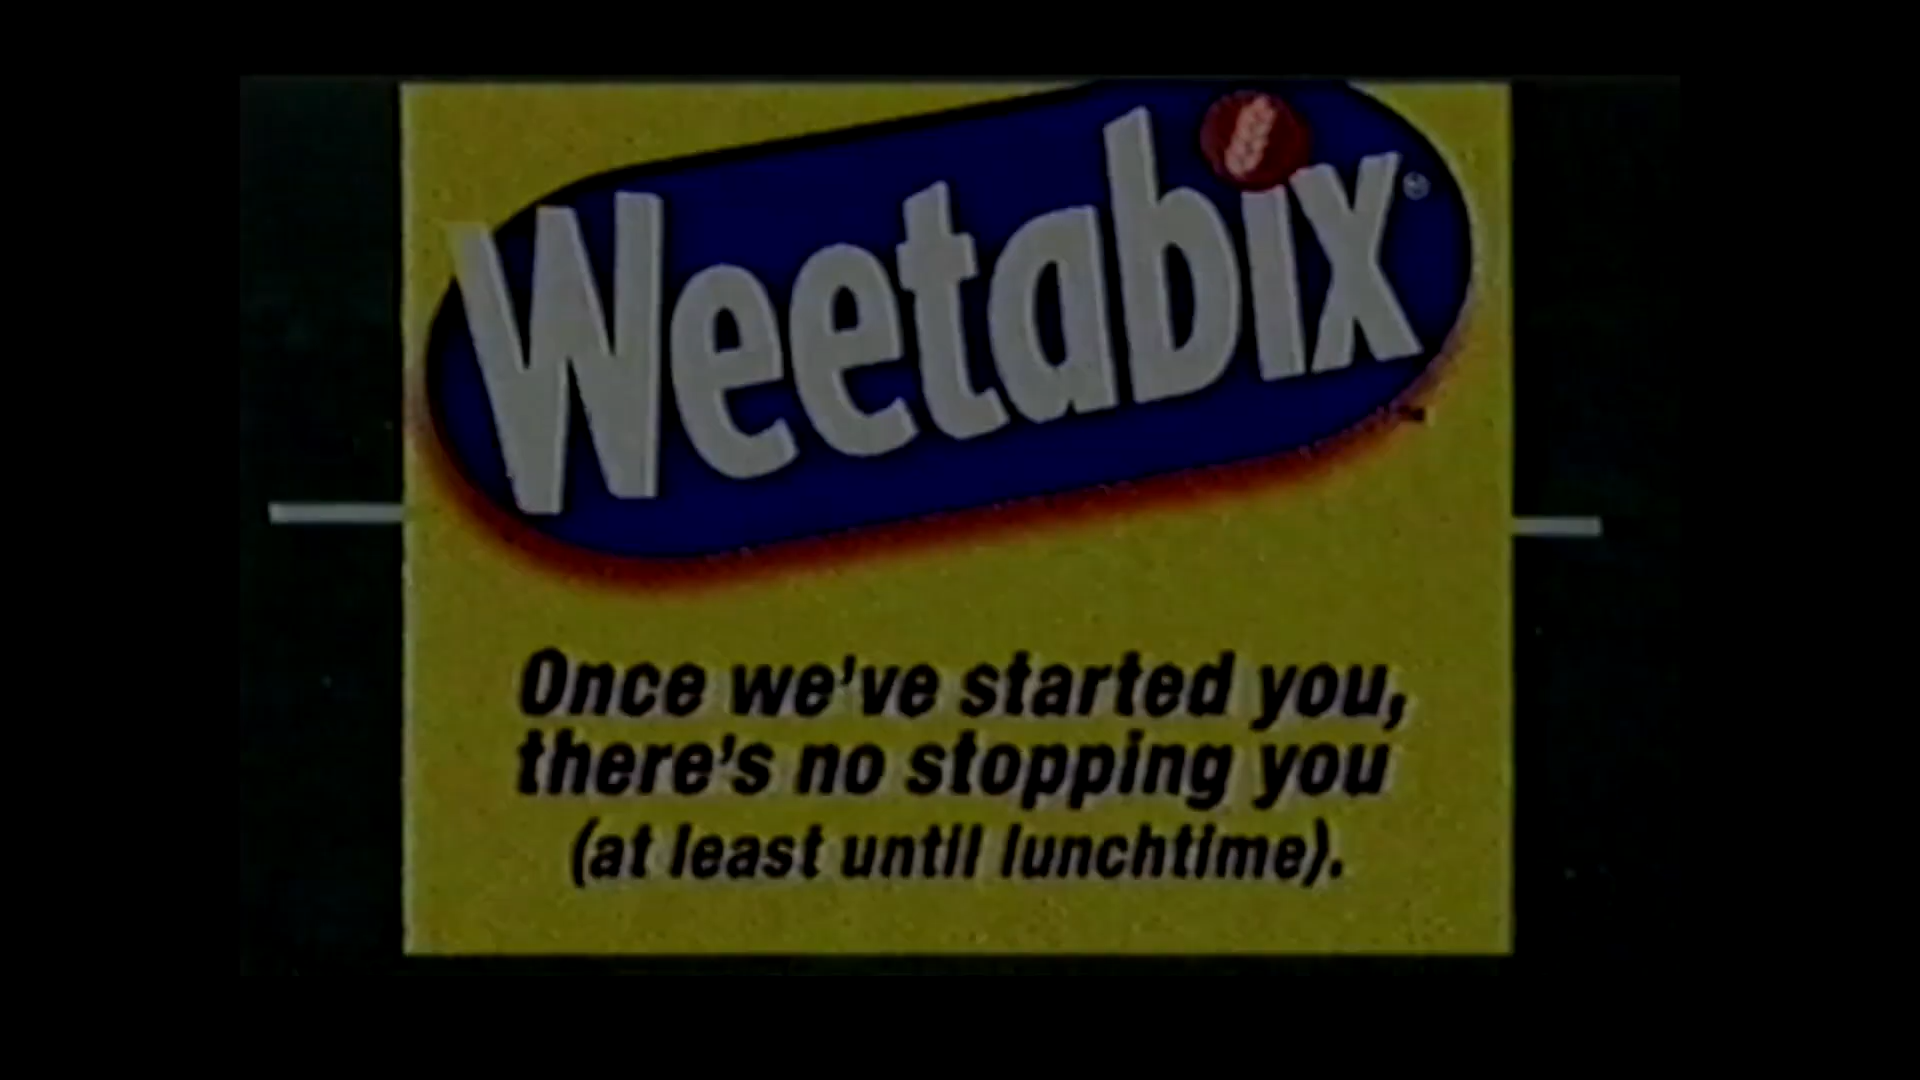 Weetabix®
Once we've started you,
there's no stopping you
(at least until lunchtime).